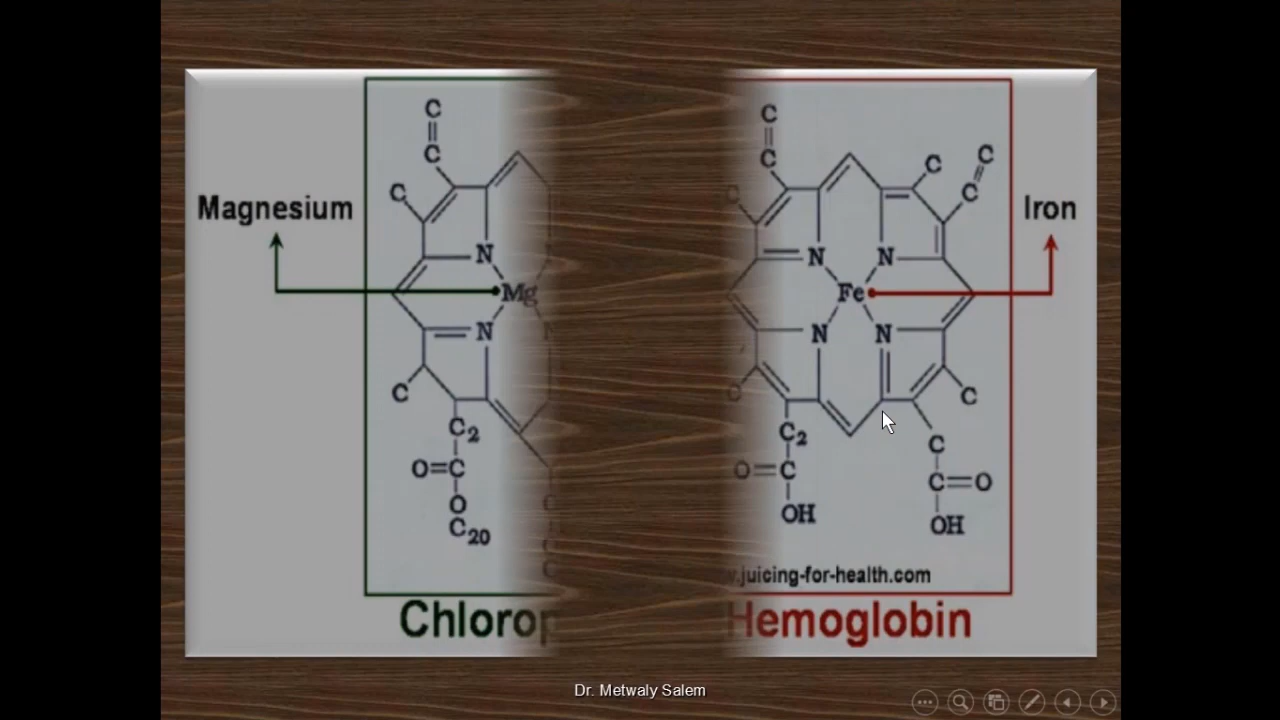 Magnesium
C
C
C
N
Mg
N
C
C2
O=C
O
C20
Chlorop
C
C
C
C
C
C
N
N
Fe
N
N
C
C
C2
C
O=C
C=O
OH
OH
Iron
juicing-for-health.com
Hemoglobin
Dr. Metwaly Salem